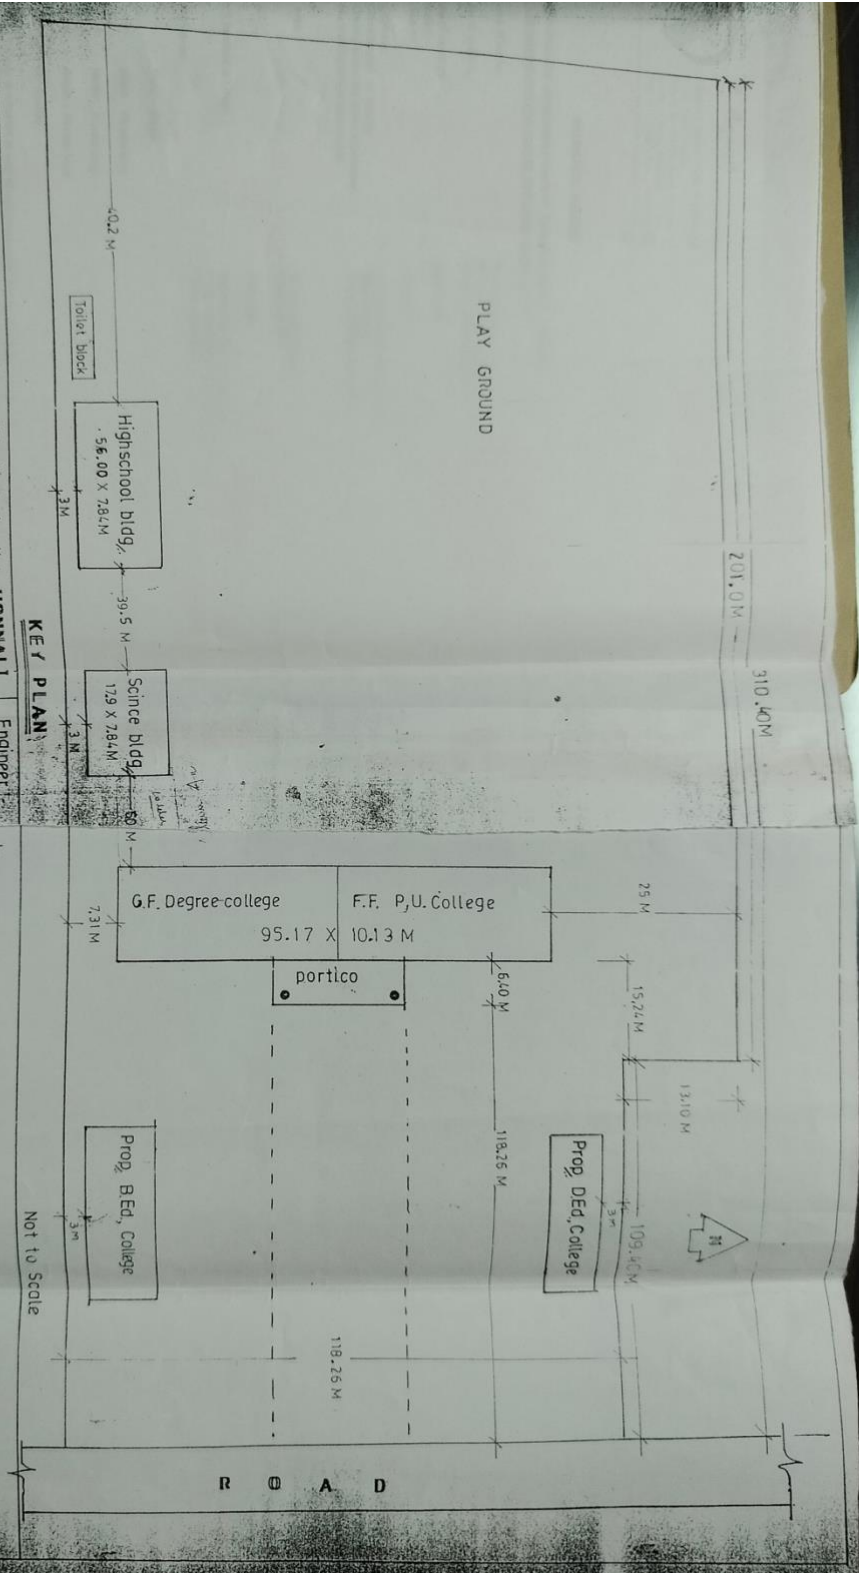 310.40M
201.0M
PLAY GROUND
40.2 M
Toilet block
Highschool bldg,
56.00 X 7.84M
3M
39.5 M
Scince bldg
17.9 X 7.84M
3 M
KEY PLAN
Engineer
60 M
G.F. Degree college
F.F. P,U. College
95.17 X 10.13 M
7.31 M
25 M
portico
6.40 M
15.24 M
13.10 M
118.26 M
Prop, B.Ed, College
3M
Prop, D.Ed, College
3M
109.40M
N
118.26 M
Not to Scale
R O A D